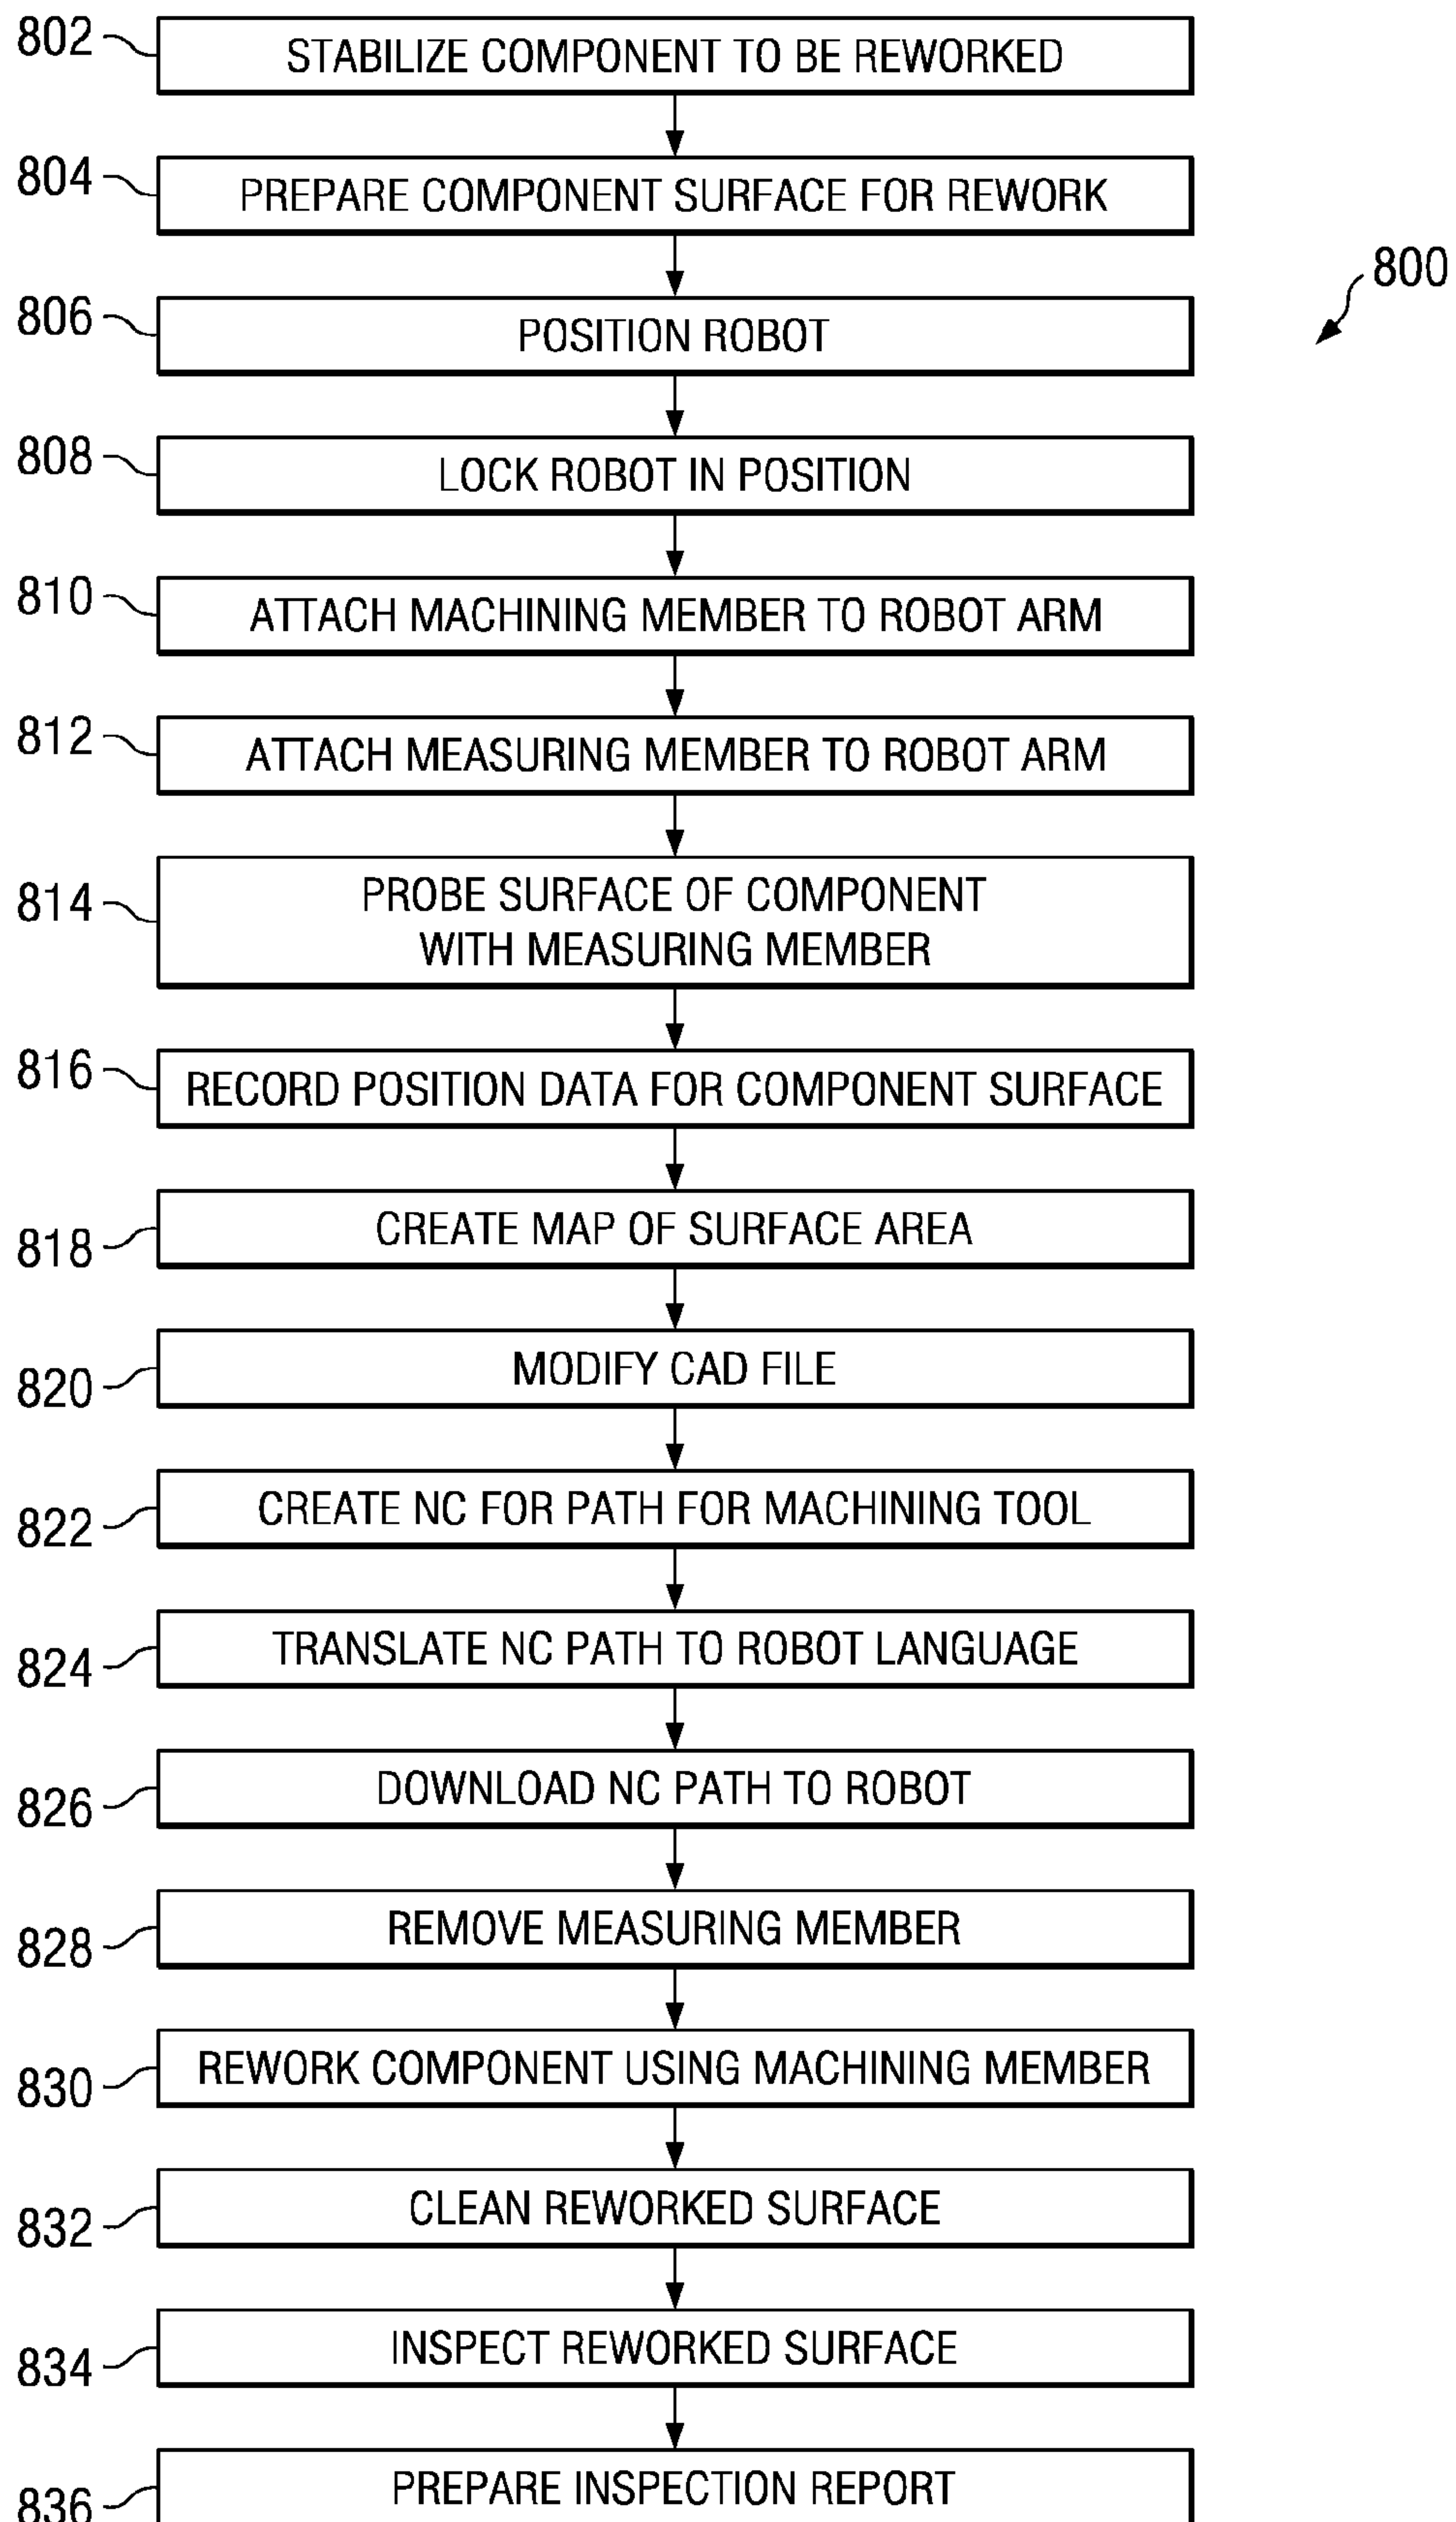 802
STABILIZE COMPONENT TO BE REWORKED
804
PREPARE COMPONENT SURFACE FOR REWORK
800
806
POSITION ROBOT
808
LOCK ROBOT IN POSITION
810
ATTACH MACHINING MEMBER TO ROBOT ARM
812
ATTACH MEASURING MEMBER TO ROBOT ARM
814
PROBE SURFACE OF COMPONENT
WITH MEASURING MEMBER
816
RECORD POSITION DATA FOR COMPONENT SURFACE
818
CREATE MAP OF SURFACE AREA
820
MODIFY CAD FILE
822
CREATE NC FOR PATH FOR MACHINING TOOL
824
TRANSLATE NC PATH TO ROBOT LANGUAGE
826
DOWNLOAD NC PATH TO ROBOT
828
REMOVE MEASURING MEMBER
830
REWORK COMPONENT USING MACHINING MEMBER
832
CLEAN REWORKED SURFACE
834
INSPECT REWORKED SURFACE
836
PREPARE INSPECTION REPORT